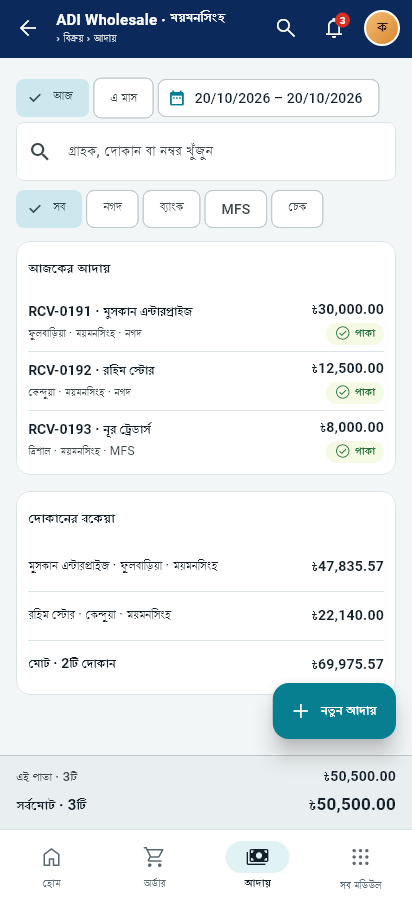 ADI Wholesale · ময়মনসিংহ
› বিক্রয় › আদায়
3
ক
আজ
এ মাস
20/10/2026 – 20/10/2026
গ্রাহক, দোকান বা নম্বর খুঁজুন
সব
নগদ
ব্যাংক
MFS
চেক
আজকের আদায়
RCV-0191 · মুসকান এন্টারপ্রাইজ
৳30,000.00
ফুলবাড়িয়া · ময়মনসিংহ · নগদ
পাকা
RCV-0192 · রহিম স্টোর
৳12,500.00
কেন্দুয়া · ময়মনসিংহ · নগদ
পাকা
RCV-0193 · নূর ট্রেডার্স
৳8,000.00
ত্রিশাল · ময়মনসিংহ · MFS
পাকা
দোকানের বকেয়া
মুসকান এন্টারপ্রাইজ · ফুলবাড়িয়া · ময়মনসিংহ
৳47,835.57
রহিম স্টোর · কেন্দুয়া · ময়মনসিংহ
৳22,140.00
মোট · 2টি দোকান
৳69,975.57
নতুন আদায়
এই পাতা · 3টি
৳50,500.00
সর্বমোট · 3টি
৳50,500.00
হোম
অর্ডার
আদায়
সব মডিউল